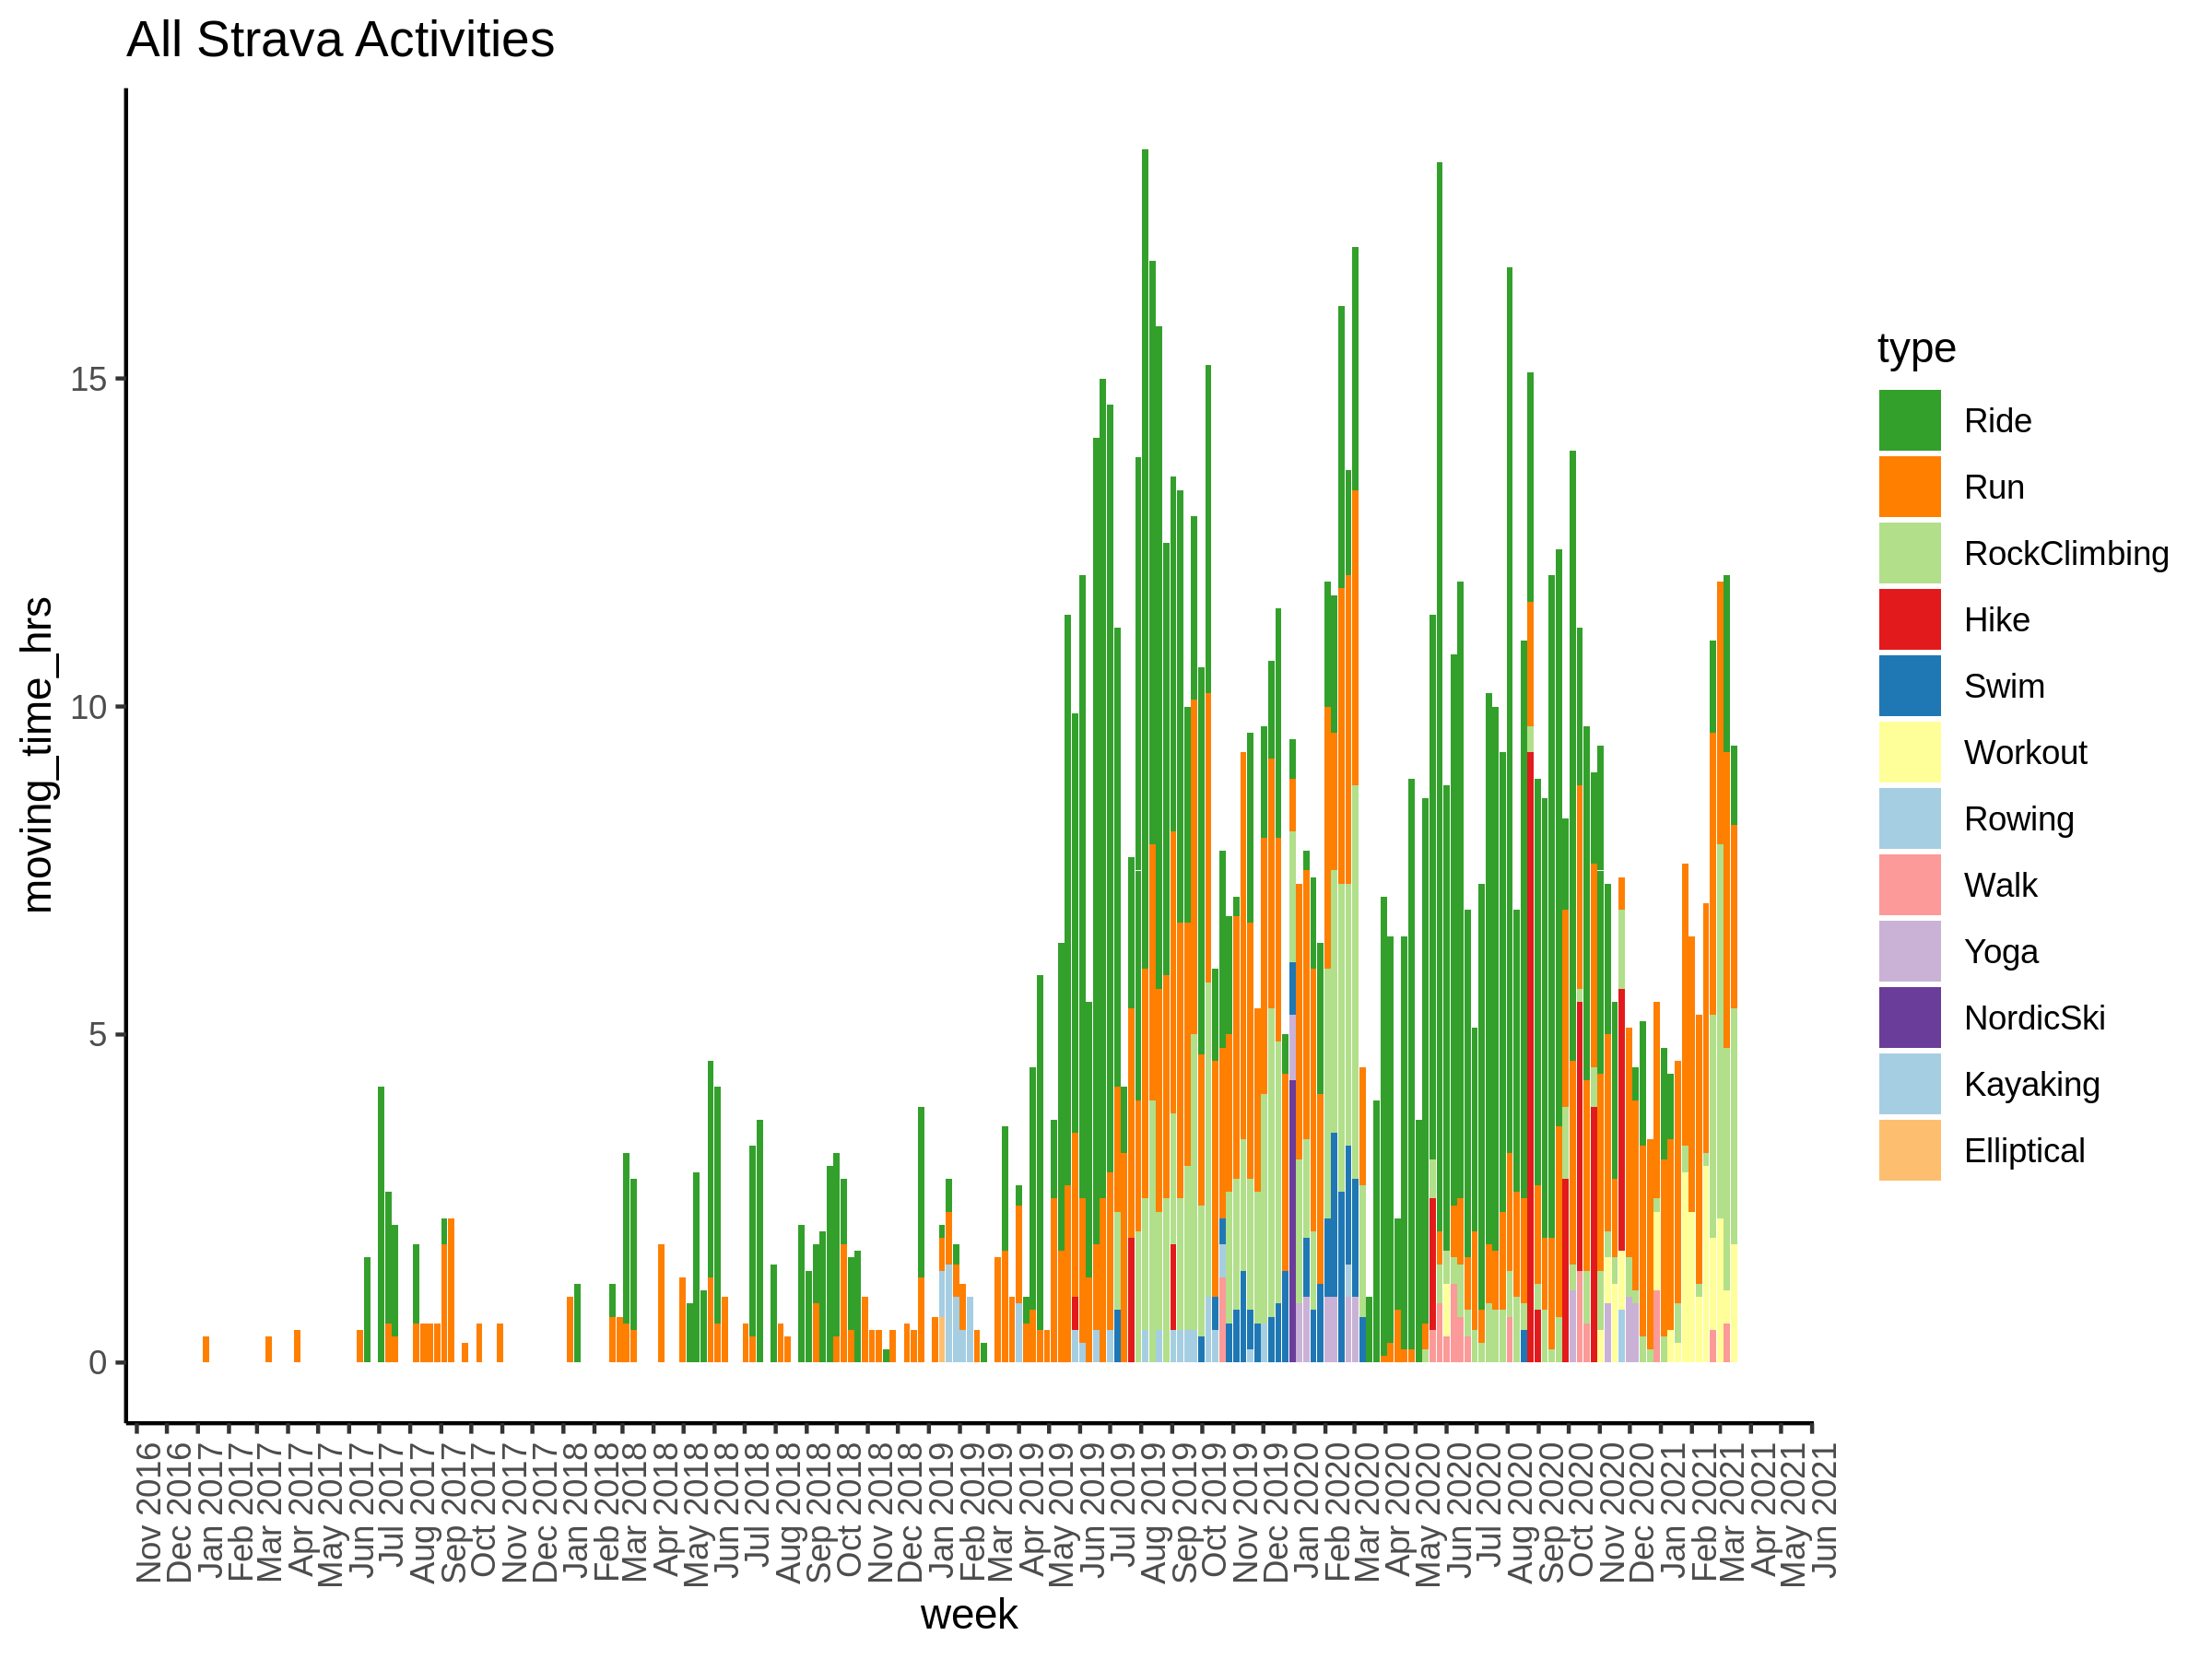 All Strava Activities
moving_time_hrs
15
10
5
0
Nov 2016
Dec 2016
Jan 2017
Feb 2017
Mar 2017
Apr 2017
May 2017
Jun 2017
Jul 2017
Aug 2017
Sep 2017
Oct 2017
Nov 2017
Dec 2017
Jan 2018
Feb 2018
Mar 2018
Apr 2018
May 2018
Jun 2018
Jul 2018
Aug 2018
Sep 2018
Oct 2018
Nov 2018
Dec 2018
Jan 2019
Feb 2019
Mar 2019
Apr 2019
May 2019
Jun 2019
Jul 2019
Aug 2019
Sep 2019
Oct 2019
Nov 2019
Dec 2019
Jan 2020
Feb 2020
Mar 2020
Apr 2020
May 2020
Jun 2020
Jul 2020
Aug 2020
Sep 2020
Oct 2020
Nov 2020
Dec 2020
Jan 2021
Feb 2021
Mar 2021
Apr 2021
May 2021
Jun 2021
week
type
Ride
Run
RockClimbing
Hike
Swim
Workout
Rowing
Walk
Yoga
NordicSki
Kayaking
Elliptical